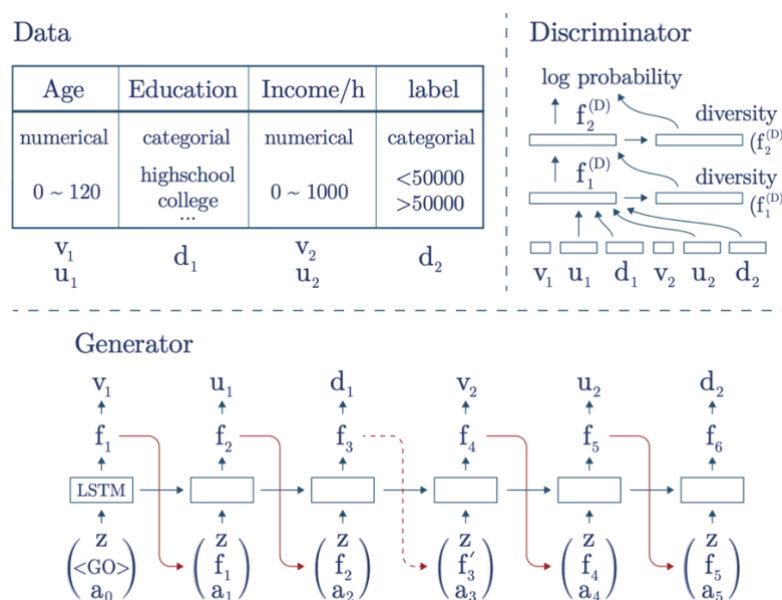 Data
Age Education Income/h label
numerical categorial numerical categorial
0 ~ 120 highschool college ... 0 ~ 1000 <50000 >50000
v₁ u₁ d₁ v₂ u₂ d₂
Discriminator
log probability
f₂⁽ᴰ⁾ diversity (f₂⁽ᴰ⁾
f₁⁽ᴰ⁾ diversity (f₁⁽ᴰ⁾
v₁ u₁ d₁ v₂ u₂ d₂
Generator
v₁ u₁ d₁ v₂ u₂ d₂
f₁ f₂ f₃ f₄ f₅ f₆
LSTM
z z z z z z
<GO> f₁ f₂ f₃′ f₄ f₅
a₀ a₁ a₂ a₃ a₄ a₅